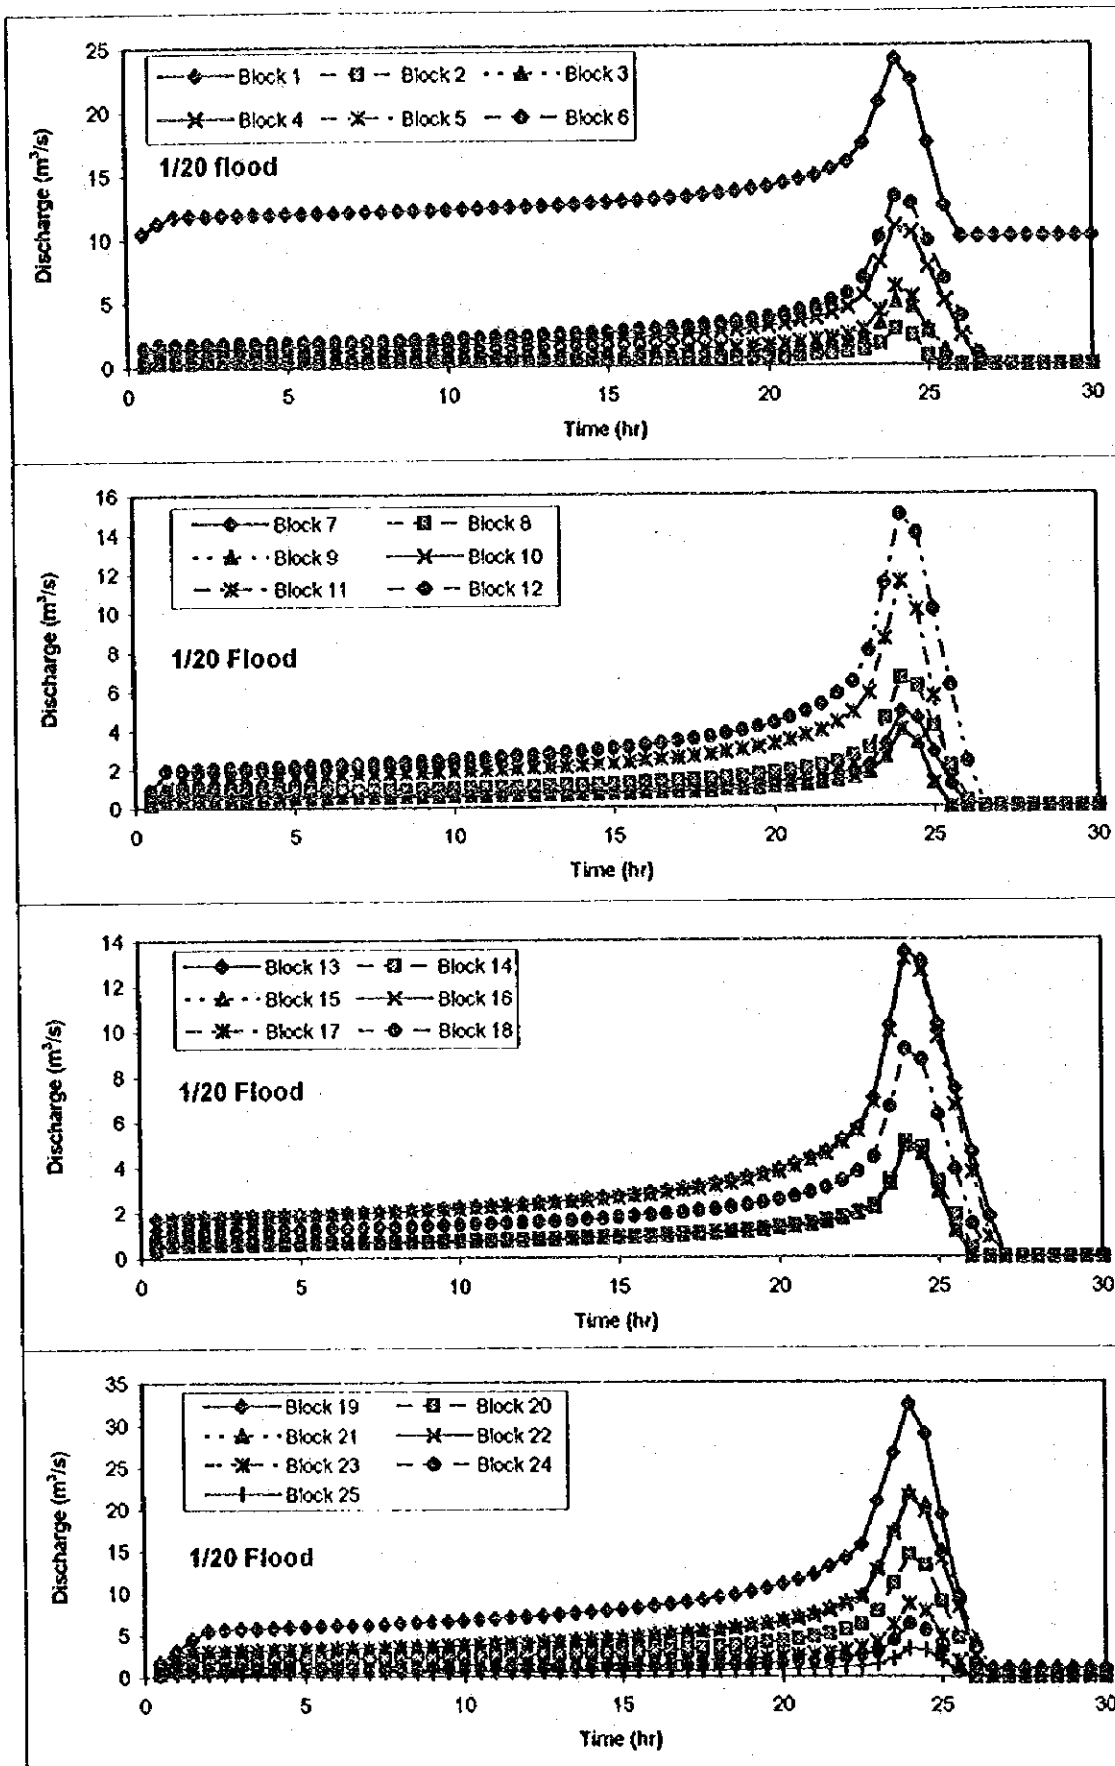 25
20
15
10
5
0
Discharge (m³/s)
Block 1 Block 2 Block 3
Block 4 Block 5 Block 6
1/20 flood
0 5 10 15 20 25 30
Time (hr)
16
14
12
10
8
6
4
2
0
Discharge (m³/s)
Block 7 Block 8
Block 9 Block 10
Block 11 Block 12
1/20 Flood
0 5 10 15 20 25 30
Time (hr)
14
12
10
8
6
4
2
0
Discharge (m³/s)
Block 13 Block 14
Block 15 Block 16
Block 17 Block 18
1/20 Flood
0 5 10 15 20 25 30
Time (hr)
35
30
25
20
15
10
5
0
Discharge (m³/s)
Block 19 Block 20
Block 21 Block 22
Block 23 Block 24
Block 25
1/20 Flood
0 5 10 15 20 25 30
Time (hr)